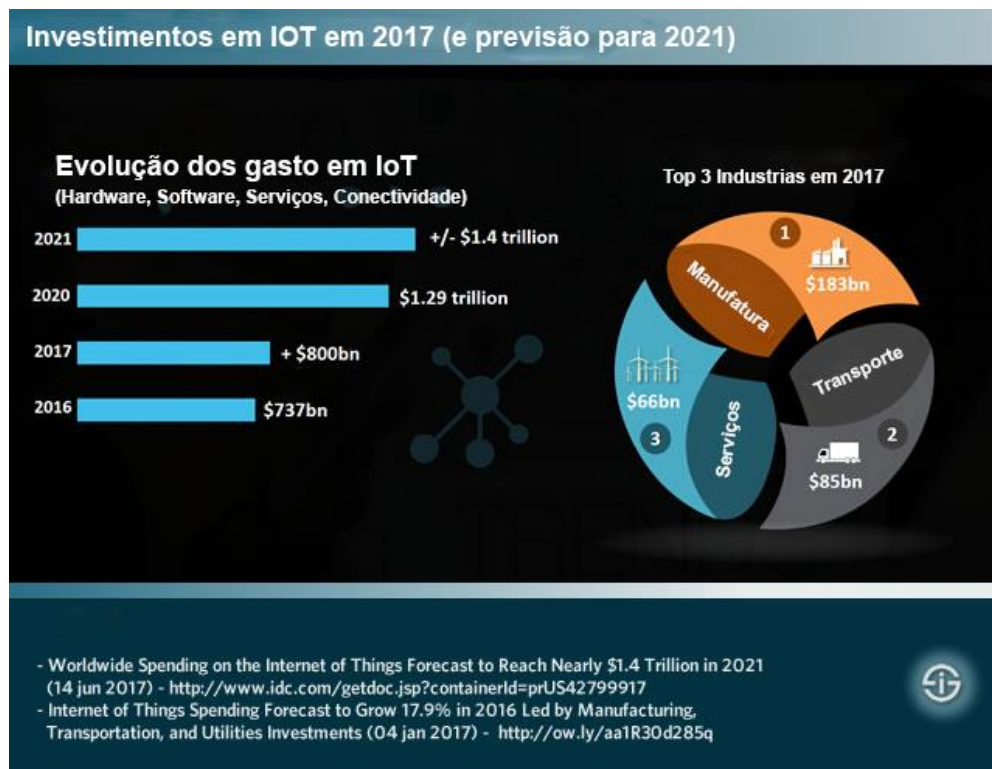 Investimentos em IOT em 2017 (e previsão para 2021)
Evolução dos gasto em IoT
(Hardware, Software, Serviços, Conectividade)
2021 +/- $1.4 trillion
2020 $1.29 trillion
2017 + $800bn
2016 $737bn
Top 3 Industrias em 2017
1
Manufatura
$183bn
Transporte
2
$85bn
$66bn
3
Serviços
TREND
- Worldwide Spending on the Internet of Things Forecast to Reach Nearly $1.4 Trillion in 2021
(14 jun 2017) - http://www.idc.com/getdoc.jsp?containerId=prUS42799917
- Internet of Things Spending Forecast to Grow 17.9% in 2016 Led by Manufacturing,
Transportation, and Utilities Investments (04 jan 2017) - http://ow.ly/aa1R30d285q